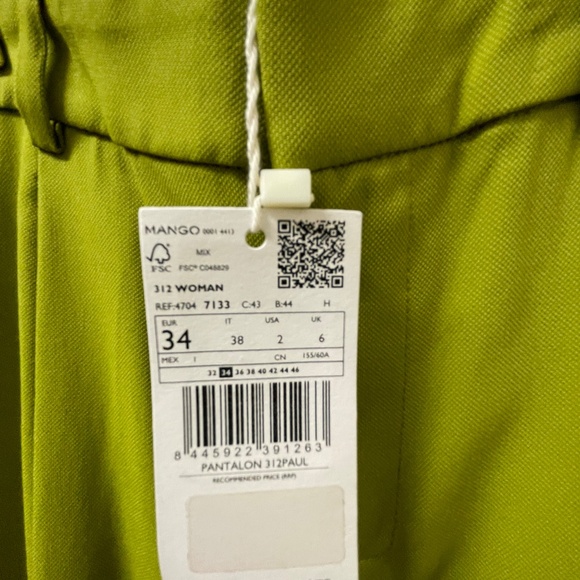 MANGO 0001 4413
MIX
FSC FSC® C048829
312 WOMAN
REF:4704 7133 C:43 B:44 H
EUR IT USA UK
34 38 2 6
MEX 1 CN 155/60A
32 34 36 38 40 42 44 46
8 445922 391263
PANTALON 312PAUL
RECOMMENDED PRICE (RRP)